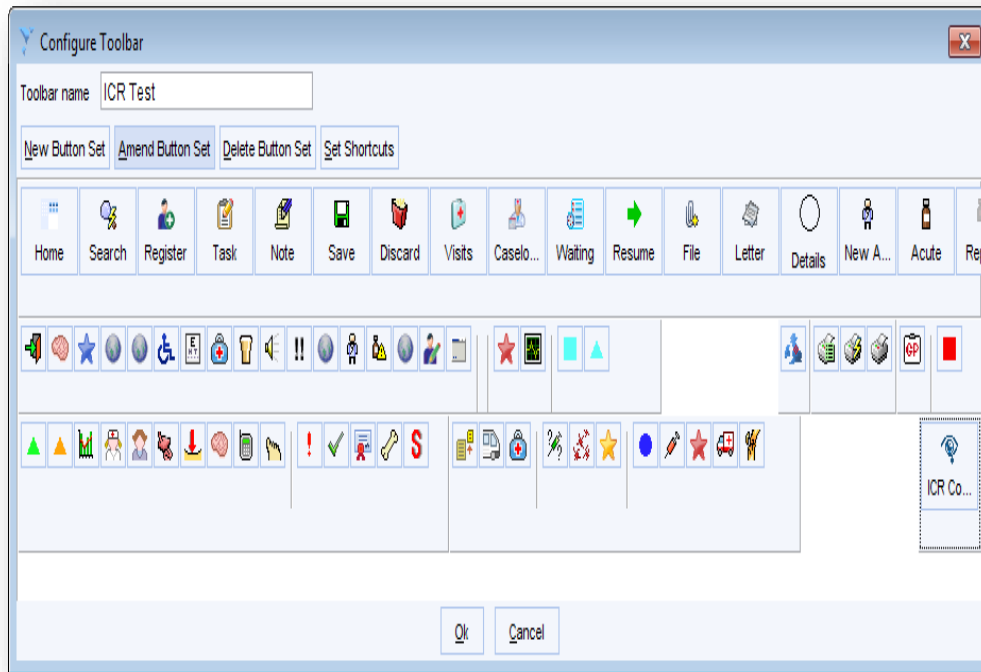 Configure Toolbar
Toolbar name ICR Test
New Button Set Amend Button Set Delete Button Set Set Shortcuts
Home Search Register Task Note Save Discard Visits Caselo... Waiting Resume File Letter Details New A... Acute Rep
!!
GP
S
ICR Co...
Ok Cancel